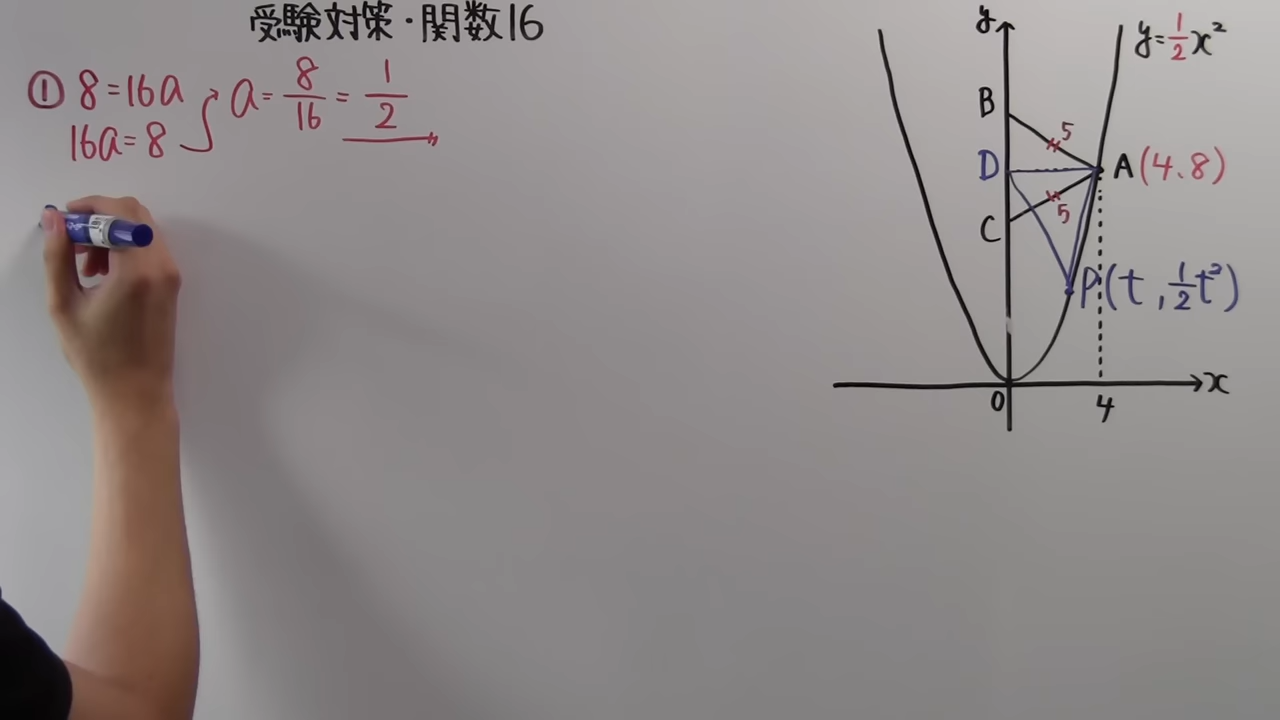 受験対策・関数16
① 8=16a
16a=8
a=8/16=1/2
y
y=1/2x²
B
5
D
A(4.8)
5
C
P(t,1/2t²)
0
4
x